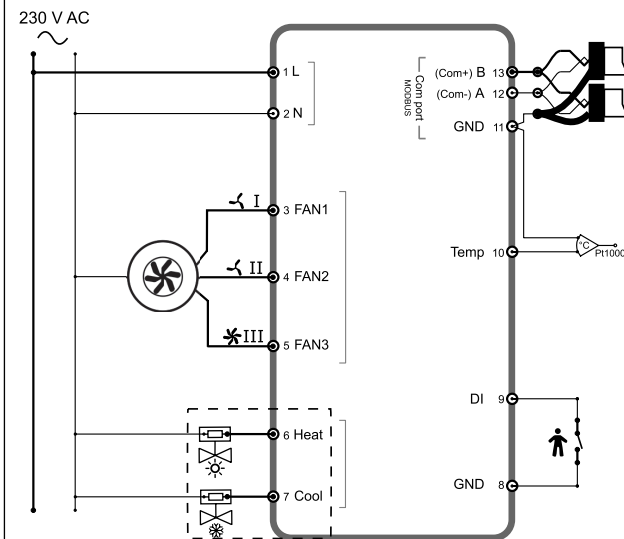 230 V AC
1 L
2 N
I
3 FAN1
II
4 FAN2
III
5 FAN3
6 Heat
7 Cool
(Com+) B 13
(Com-) A 12
GND 11
Com port
MODBUS
Temp 10
°C
Pt1000
DI 9
GND 8